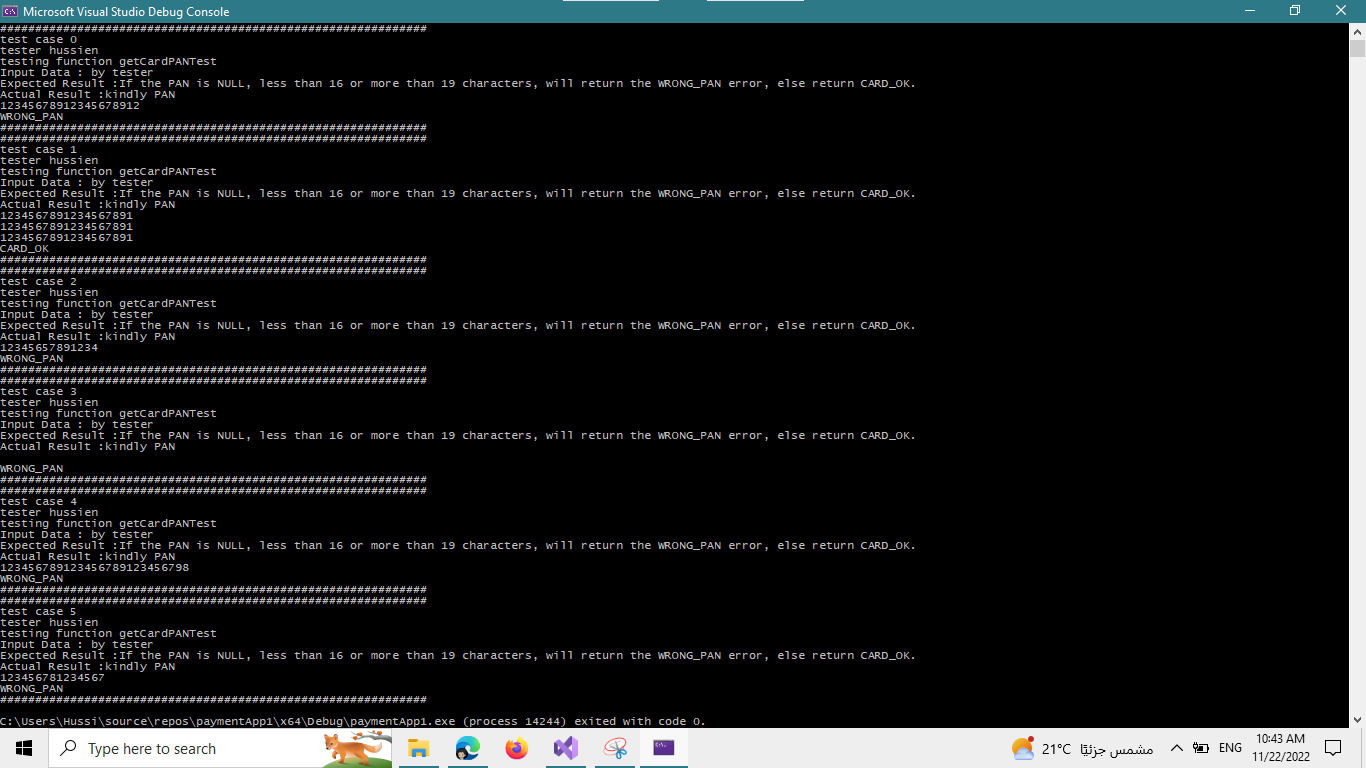 Microsoft Visual Studio Debug Console
#############################################################
test case 0
tester hussien
testing function getCardPANTest
Input Data : by tester
Expected Result :If the PAN is NULL, less than 16 or more than 19 characters, will return the WRONG_PAN error, else return CARD_OK.
Actual Result :kindly PAN
12345678912345678912
WRONG_PAN
#############################################################
#############################################################
test case 1
tester hussien
testing function getCardPANTest
Input Data : by tester
Expected Result :If the PAN is NULL, less than 16 or more than 19 characters, will return the WRONG_PAN error, else return CARD_OK.
Actual Result :kindly PAN
1234567891234567891
1234567891234567891
1234567891234567891
CARD_OK
#############################################################
#############################################################
test case 2
tester hussien
testing function getCardPANTest
Input Data : by tester
Expected Result :If the PAN is NULL, less than 16 or more than 19 characters, will return the WRONG_PAN error, else return CARD_OK.
Actual Result :kindly PAN
12345657891234
WRONG_PAN
#############################################################
#############################################################
test case 3
tester hussien
testing function getCardPANTest
Input Data : by tester
Expected Result :If the PAN is NULL, less than 16 or more than 19 characters, will return the WRONG_PAN error, else return CARD_OK.
Actual Result :kindly PAN
WRONG_PAN
#############################################################
#############################################################
test case 4
tester hussien
testing function getCardPANTest
Input Data : by tester
Expected Result :If the PAN is NULL, less than 16 or more than 19 characters, will return the WRONG_PAN error, else return CARD_OK.
Actual Result :kindly PAN
123456789123456789123456798
WRONG_PAN
#############################################################
#############################################################
test case 5
tester hussien
testing function getCardPANTest
Input Data : by tester
Expected Result :If the PAN is NULL, less than 16 or more than 19 characters, will return the WRONG_PAN error, else return CARD_OK.
Actual Result :kindly PAN
123456781234567
WRONG_PAN
#############################################################
C:\Users\Hussi\source\repos\paymentApp1\x64\Debug\paymentApp1.exe (process 14244) exited with code 0.
Type here to search
21°C مشمس جزئيًا
ENG
10:43 AM
11/22/2022